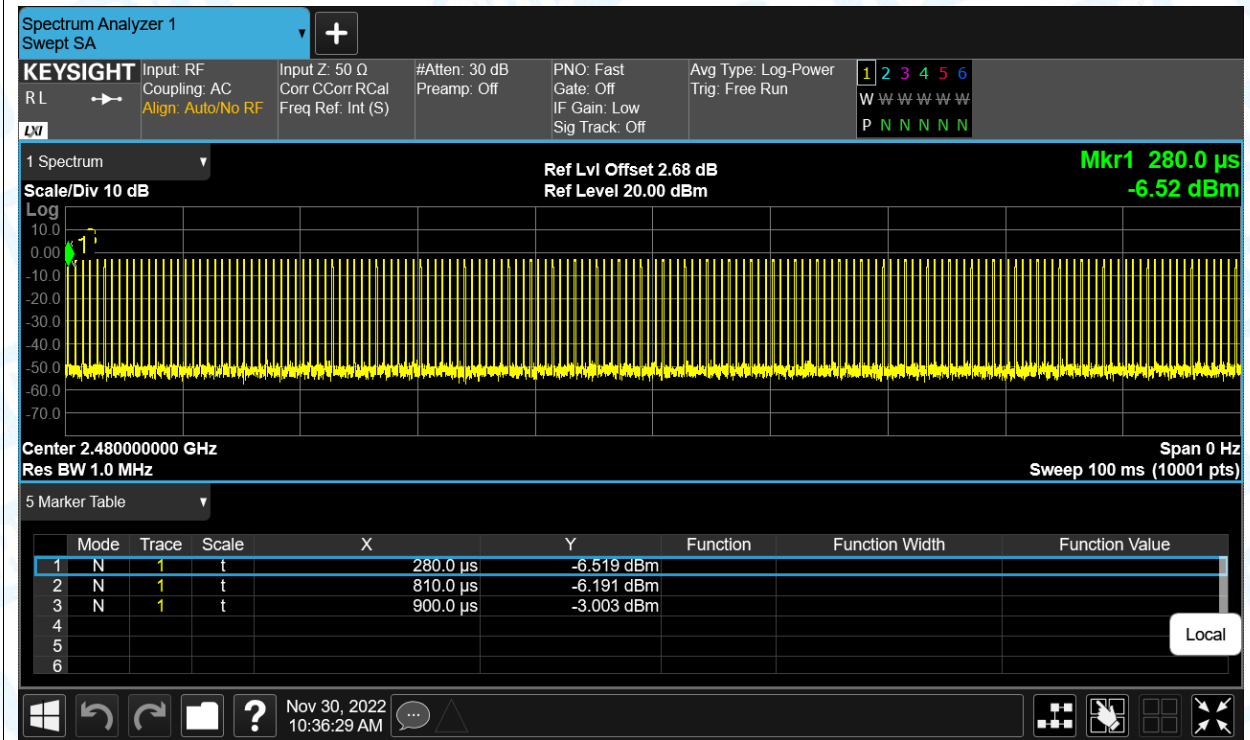 Spectrum Analyzer 1
Swept SA
KEYSIGHT
R L
LXI
Input: RF
Coupling: AC
Align: Auto/No RF
Input Z: 50 Ω
Corr CCorr RCal
Freq Ref: Int (S)
#Atten: 30 dB
Preamp: Off
PNO: Fast
Gate: Off
IF Gain: Low
Sig Track: Off
Avg Type: Log-Power
Trig: Free Run
1 2 3 4 5 6
W W W W W W
P N N N N N
1 Spectrum
Scale/Div 10 dB
Ref Lvl Offset 2.68 dB
Ref Level 20.00 dBm
Mkr1 280.0 µs
-6.52 dBm
Log
10.0
0.00
-10.0
-20.0
-30.0
-40.0
-50.0
-60.0
-70.0
1
Center 2.480000000 GHz
Res BW 1.0 MHz
Span 0 Hz
Sweep 100 ms (10001 pts)
5 Marker Table
Mode Trace Scale X Y Function Function Width Function Value
1 N 1 t 280.0 µs -6.519 dBm
2 N 1 t 810.0 µs -6.191 dBm
3 N 1 t 900.0 µs -3.003 dBm
4
5
6
Local
?
Nov 30, 2022
10:36:29 AM